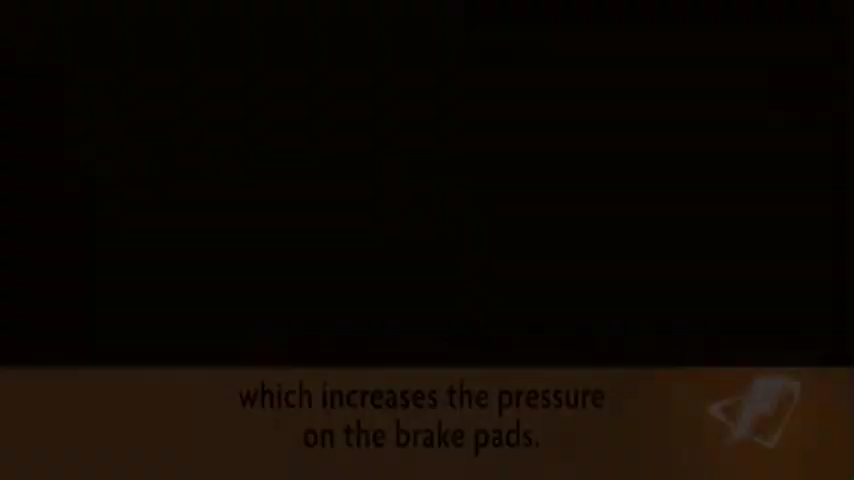 which increases the pressure
on the brake pads.